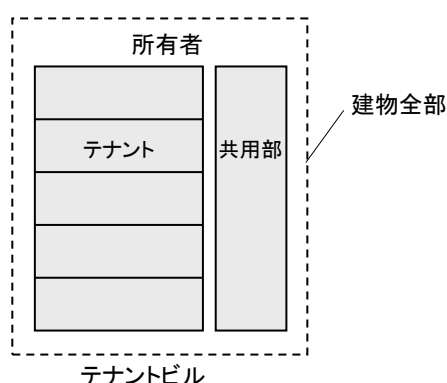 所有者
建物全部
テナント
共用部
テナントビル